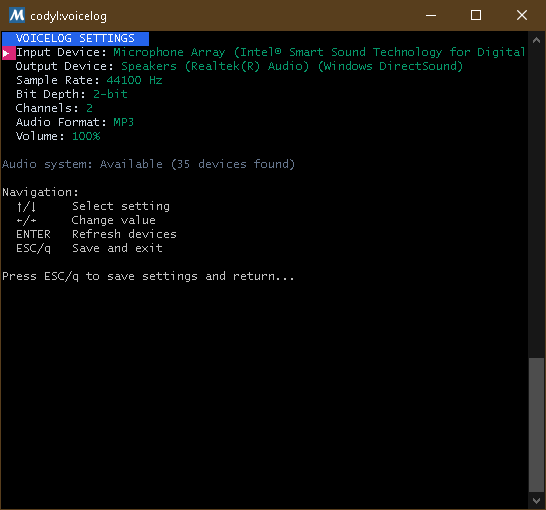 codyl:voicelog
VOICELOG SETTINGS
Input Device: Microphone Array (Intel® Smart Sound Technology for Digital
Output Device: Speakers (Realtek(R) Audio) (Windows DirectSound)
Sample Rate: 44100 Hz
Bit Depth: 2-bit
Channels: 2
Audio Format: MP3
Volume: 100%
Audio system: Available (35 devices found)
Navigation:
↑/↓ Select setting
←/→ Change value
ENTER Refresh devices
ESC/q Save and exit
Press ESC/q to save settings and return...